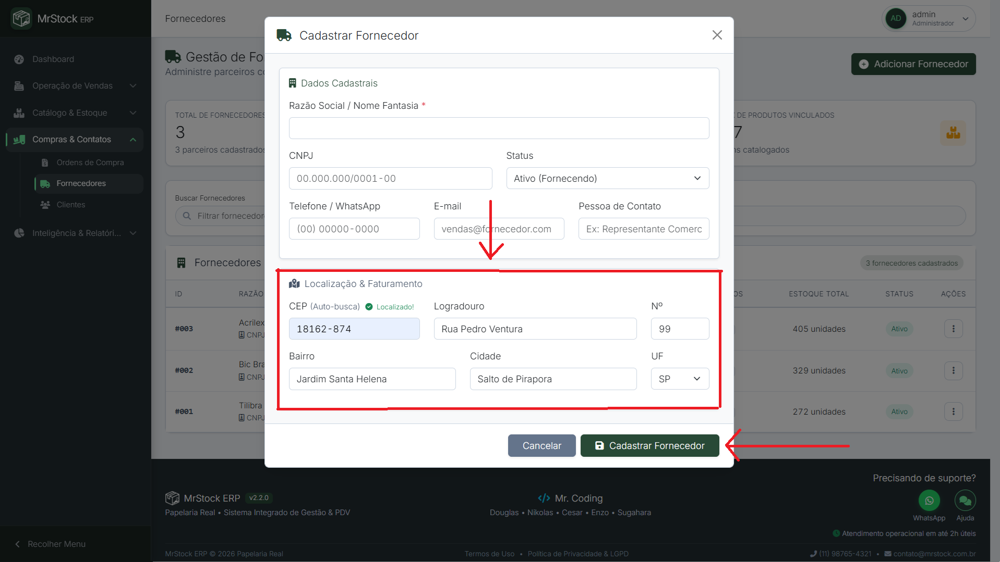 MrStock ERP
Fornecedores
AD
admin
Administrador
Dashboard
Operação de Vendas
Catálogo & Estoque
Compras & Contatos
Ordens de Compra
Fornecedores
Clientes
Inteligência & Relatóri...
Recolher Menu
Gestão de Fo
Administre parceiros co
Adicionar Fornecedor
TOTAL DE FORNECEDORES
3
3 parceiros cadastrados
DE PRODUTOS VINCULADOS
7
ns catalogados
Buscar Fornecedores
Filtrar fornecedor
Fornecedores
3 fornecedores cadastrados
ID
RAZÃO
OS
ESTOQUE TOTAL
STATUS
AÇÕES
#003
Acrilex
CNPJ
405 unidades
Ativo
#002
Bic Bra
CNPJ
329 unidades
Ativo
#001
Tilibra
CNPJ
272 unidades
Ativo
Cadastrar Fornecedor
Dados Cadastrais
Razão Social / Nome Fantasia *
CNPJ
Status
00.000.000/0001-00
Ativo (Fornecendo)
Telefone / WhatsApp
E-mail
Pessoa de Contato
(00) 00000-0000
vendas@fornecedor.com
Ex: Representante Comerc
Localização & Faturamento
CEP (Auto-busca) Localizado!
Logradouro
Nº
18162-874
Rua Pedro Ventura
99
Bairro
Cidade
UF
Jardim Santa Helena
Salto de Pirapora
SP
Cancelar
Cadastrar Fornecedor
MrStock ERP v2.2.0
Papelaria Real • Sistema Integrado de Gestão & PDV
</> Mr. Coding
Douglas • Nikolas • Cesar • Enzo • Sugahara
Precisando de suporte?
WhatsApp
Ajuda
Atendimento operacional em até 2h úteis
MrStock ERP © 2026 Papelaria Real
Termos de Uso • Política de Privacidade & LGPD
(11) 98765-4321 • contato@mrstock.com.br